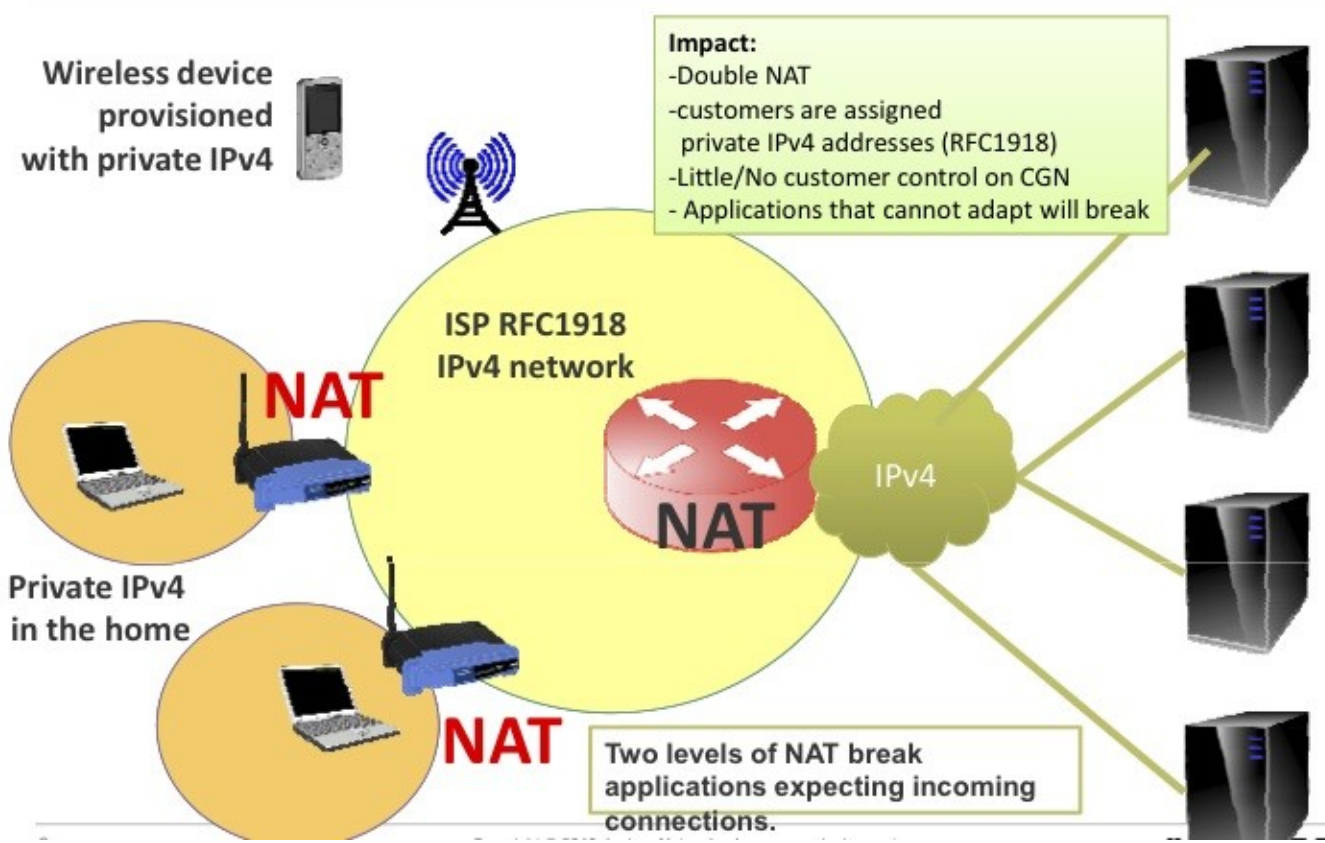 Wireless device
provisioned
with private IPv4
Impact:
-Double NAT
-customers are assigned
private IPv4 addresses (RFC1918)
-Little/No customer control on CGN
- Applications that cannot adapt will break
ISP RFC1918
IPv4 network
NAT
NAT
IPv4
Private IPv4
in the home
NAT
Two levels of NAT break
applications expecting incoming
connections.